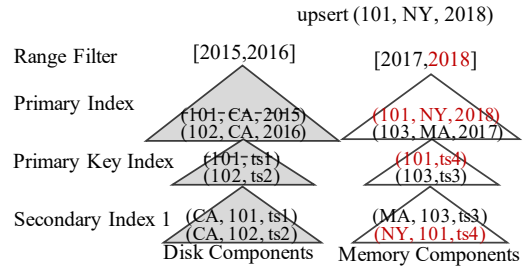 upsert (101, NY, 2018)
Range Filter [2015,2016] [2017,2018]
Primary Index
(101, CA, 2015) (101, NY, 2018)
(102, CA, 2016) (103, MA, 2017)
Primary Key Index (101, ts1) (101,ts4)
(102, ts2) (103,ts3)
Secondary Index 1 (CA, 101, ts1) (MA, 103,ts3)
(CA, 102, ts2) (NY, 101,ts4)
Disk Components Memory Components